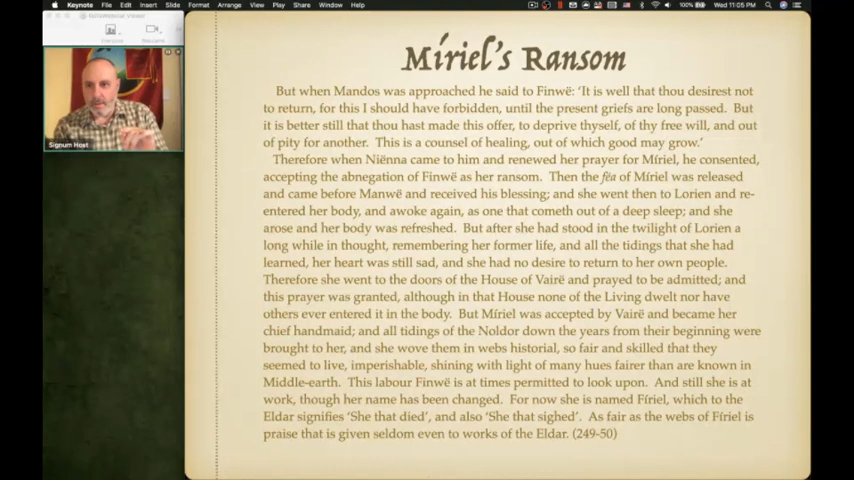 Keynote File Edit Insert Slide Format Arrange View Play Share Window Help 100% Wed 11:05 PM
Signum Host
Míriel's Ransom
But when Mandos was approached he said to Finwë: 'It is well that thou desirest not
to return, for this I should have forbidden, until the present griefs are long passed. But
it is better still that thou hast made this offer, to deprive thyself, of thy free will, and out
of pity for another. This is a counsel of healing, out of which good may grow.'
Therefore when Niënna came to him and renewed her prayer for Míriel, he consented,
accepting the abnegation of Finwë as her ransom. Then the fëa of Míriel was released
and came before Manwë and received his blessing; and she went then to Lorien and re-
entered her body, and awoke again, as one that cometh out of a deep sleep; and she
arose and her body was refreshed. But after she had stood in the twilight of Lorien a
long while in thought, remembering her former life, and all the tidings that she had
learned, her heart was still sad, and she had no desire to return to her own people.
Therefore she went to the doors of the House of Vairë and prayed to be admitted; and
this prayer was granted, although in that House none of the Living dwelt nor have
others ever entered it in the body. But Míriel was accepted by Vairë and became her
chief handmaid; and all tidings of the Noldor down the years from their beginning were
brought to her, and she wove them in webs historial, so fair and skilled that they
seemed to live, imperishable, shining with light of many hues fairer than are known in
Middle-earth. This labour Finwë is at times permitted to look upon. And still she is at
work, though her name has been changed. For now she is named Fíriel, which to the
Eldar signifies 'She that died', and also 'She that sighed'. As fair as the webs of Fíriel is
praise that is given seldom even to works of the Eldar. (249-50)